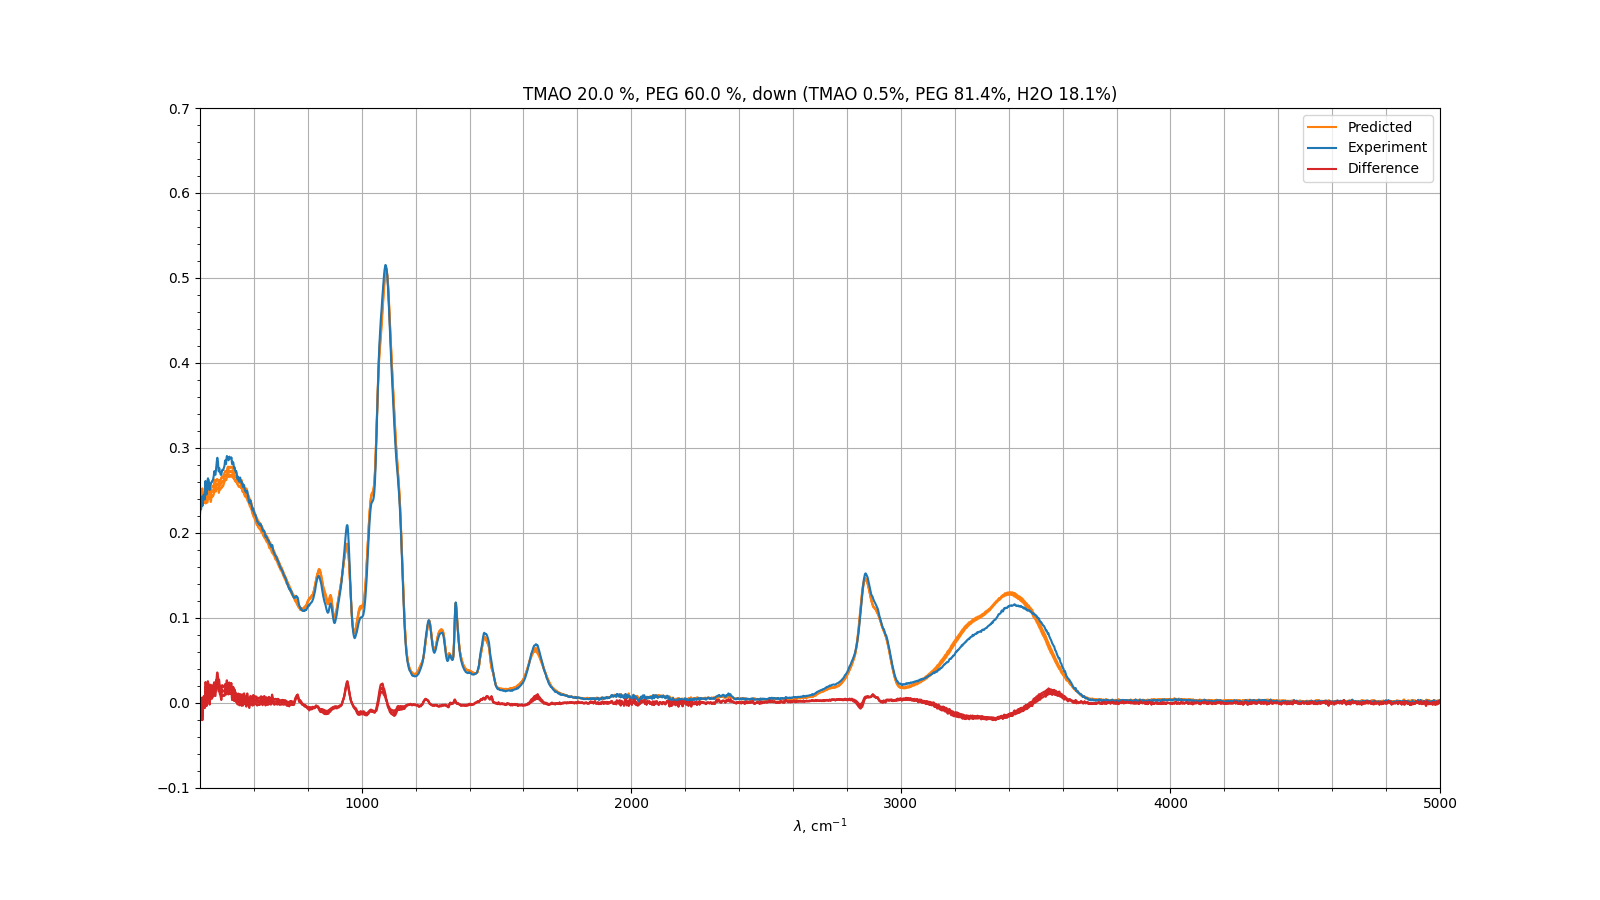 TMAO 20.0 %, PEG 60.0 %, down (TMAO 0.5%, PEG 81.4%, H2O 18.1%)
0.7
0.6
0.5
0.4
0.3
0.2
0.1
0.0
−0.1
Predicted
Experiment
Difference
1000 2000 3000 4000 5000
λ, cm⁻¹